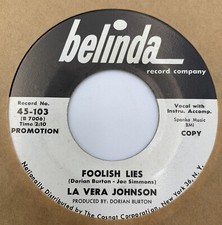 belinda
record company
Record No.
45-103
(B 7006)
Time 2:10
PROMOTION
Vocal with
Instru. Accomp.
Spanka Music
BMI
COPY
FOOLISH LIES
(Dorian Burton - Joe Simmons)
LA VERA JOHNSON
PRODUCED BY: DORIAN BURTON
Nationally Distributed by The Cosnat Corporation, New York 36, N.Y.